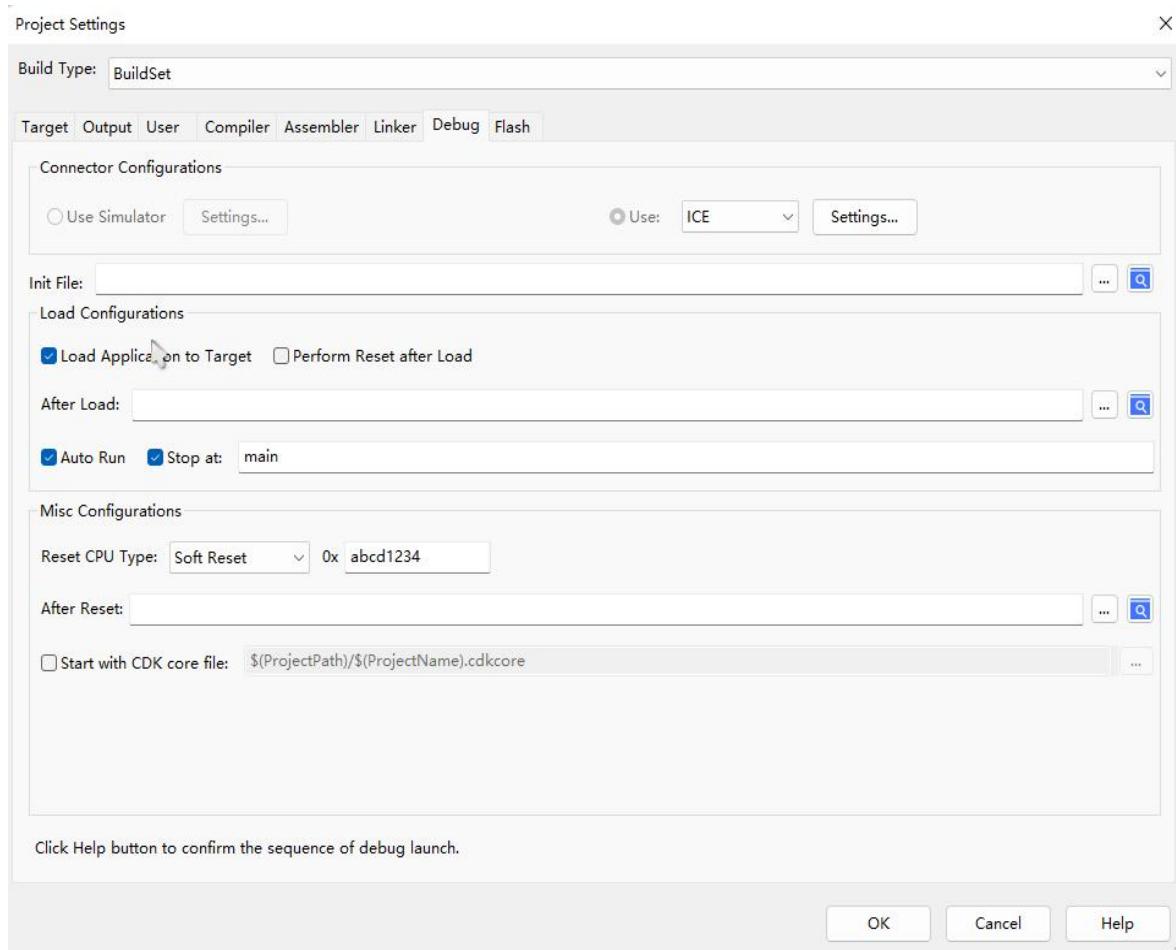 Project Settings
Build Type: BuildSet
Target Output User Compiler Assembler Linker Debug Flash
Connector Configurations
Use Simulator Settings... Use: ICE Settings...
Init File: ...
Load Configurations
Load Application to Target Perform Reset after Load
After Load: ...
Auto Run Stop at: main
Misc Configurations
Reset CPU Type: Soft Reset 0x abcd1234
After Reset: ...
Start with CDK core file: $(ProjectPath)/$(ProjectName).cdkcore ...
Click Help button to confirm the sequence of debug launch.
OK Cancel Help